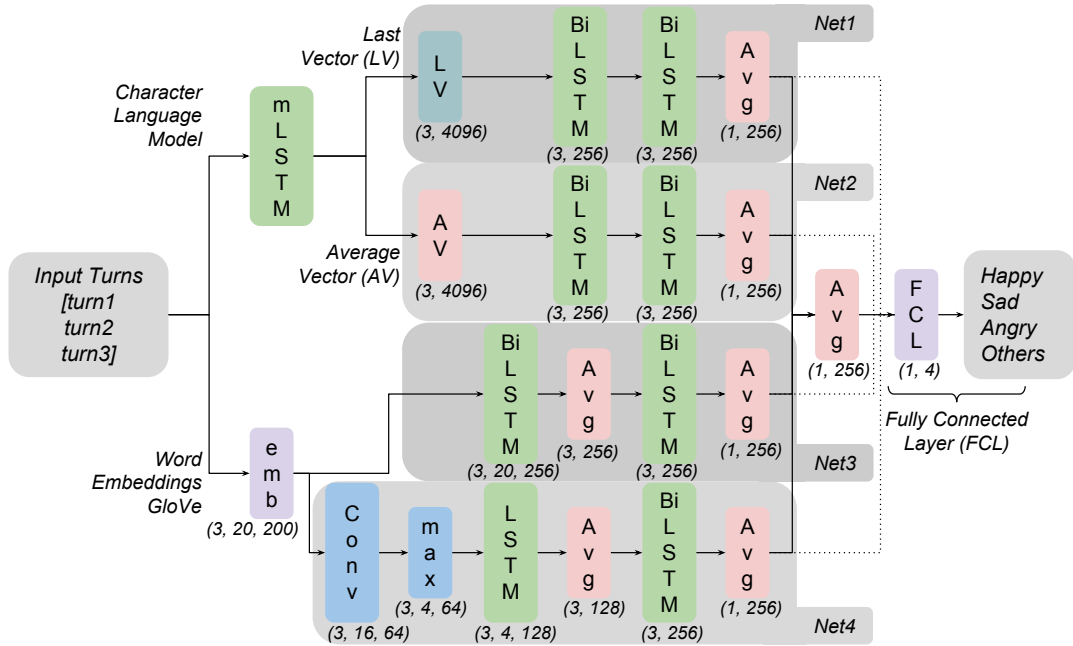 Last
Vector (LV)
Character
Language
Model
m
L
S
T
M
L
V
(3, 4096)
Bi
L
S
T
M
(3, 256)
Bi
L
S
T
M
(3, 256)
A
v
g
(1, 256)
Net1
Average
Vector (AV)
A
V
(3, 4096)
Bi
L
S
T
M
(3, 256)
Bi
L
S
T
M
(3, 256)
A
v
g
(1, 256)
Net2
Input Turns
[turn1
turn2
turn3]
Word
Embeddings
GloVe
e
m
b
(3, 20, 200)
Bi
L
S
T
M
(3, 20, 256)
A
v
g
(3, 256)
Bi
L
S
T
M
(3, 256)
A
v
g
(1, 256)
Net3
C
o
n
v
(3, 16, 64)
m
a
x
(3, 4, 64)
L
S
T
M
(3, 4, 128)
A
v
g
(3, 128)
Bi
L
S
T
M
(3, 256)
A
v
g
(1, 256)
Net4
A
v
g
(1, 256)
F
C
L
(1, 4)
Happy
Sad
Angry
Others
Fully Connected
Layer (FCL)